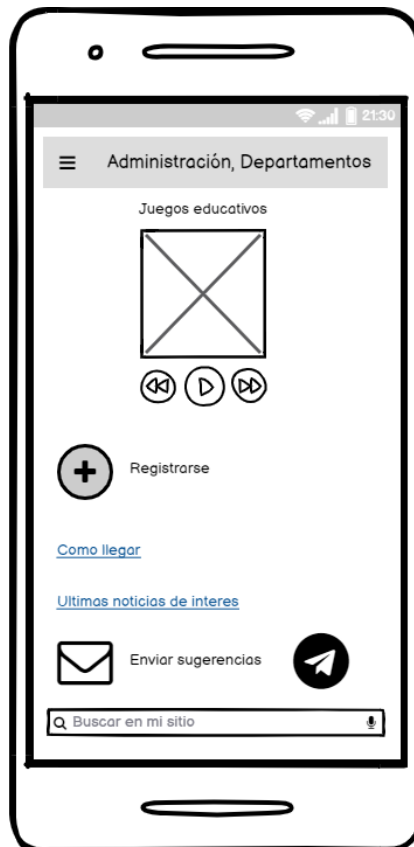 21:30
Administración, Departamentos
Juegos educativos
Registrarse
Como llegar
Ultimas noticias de interes
Enviar sugerencias
Buscar en mi sitio